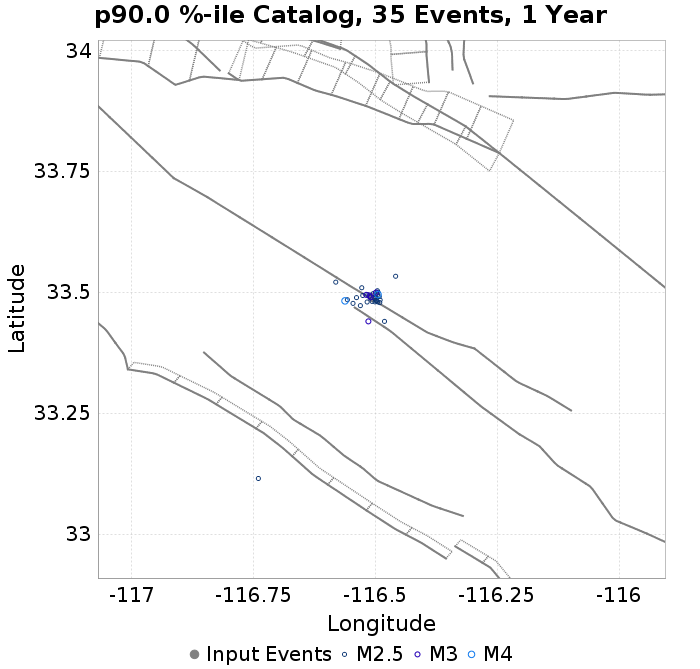 p90.0 %-ile Catalog, 35 Events, 1 Year
34
33.75
33.5
33.25
33
Latitude
-117 -116.75 -116.5 -116.25 -116
Longitude
Input Events M2.5 M3 M4